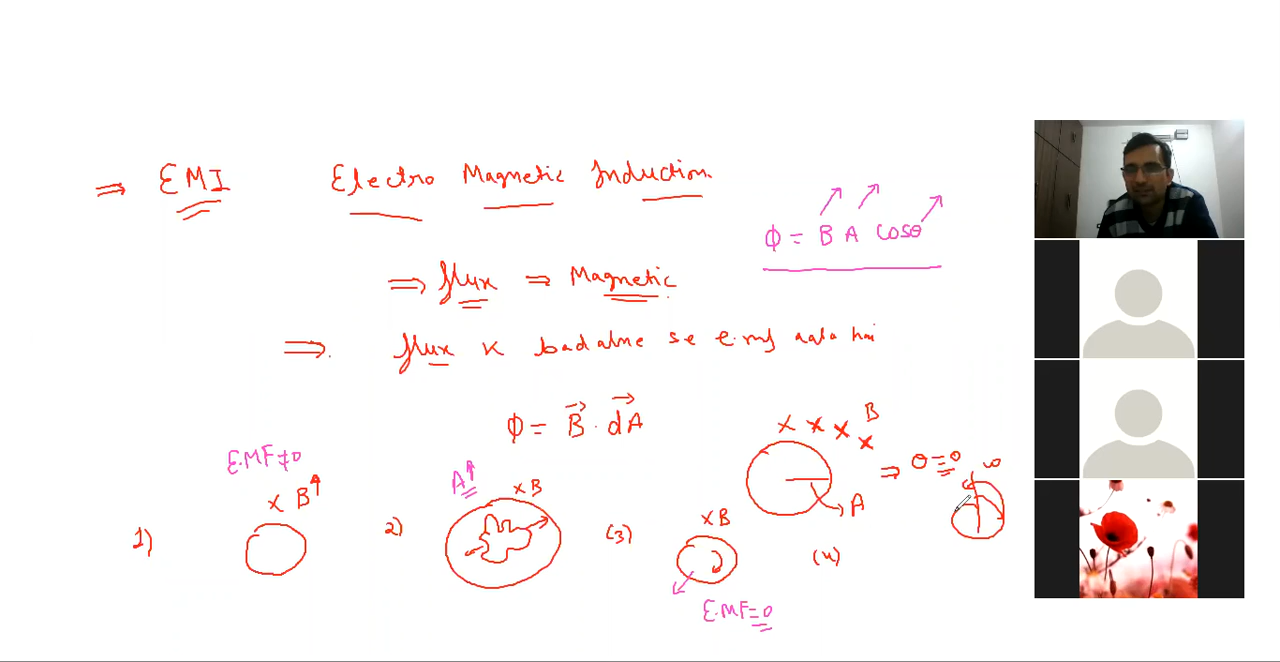 ⇒ EMI Electro Magnetic Induction.
ϕ = B A Cosθ
⇒ flux ⇒ Magnetic
⇒ flux k badalne se e.mf aata hai
ϕ = B⃗ · dA⃗
E.MF≠0
x B↑
1)
A↑
x B
2)
x B
(3)
E.MF=0
x x x x B
A
⇒ θ=0
ω
(4)